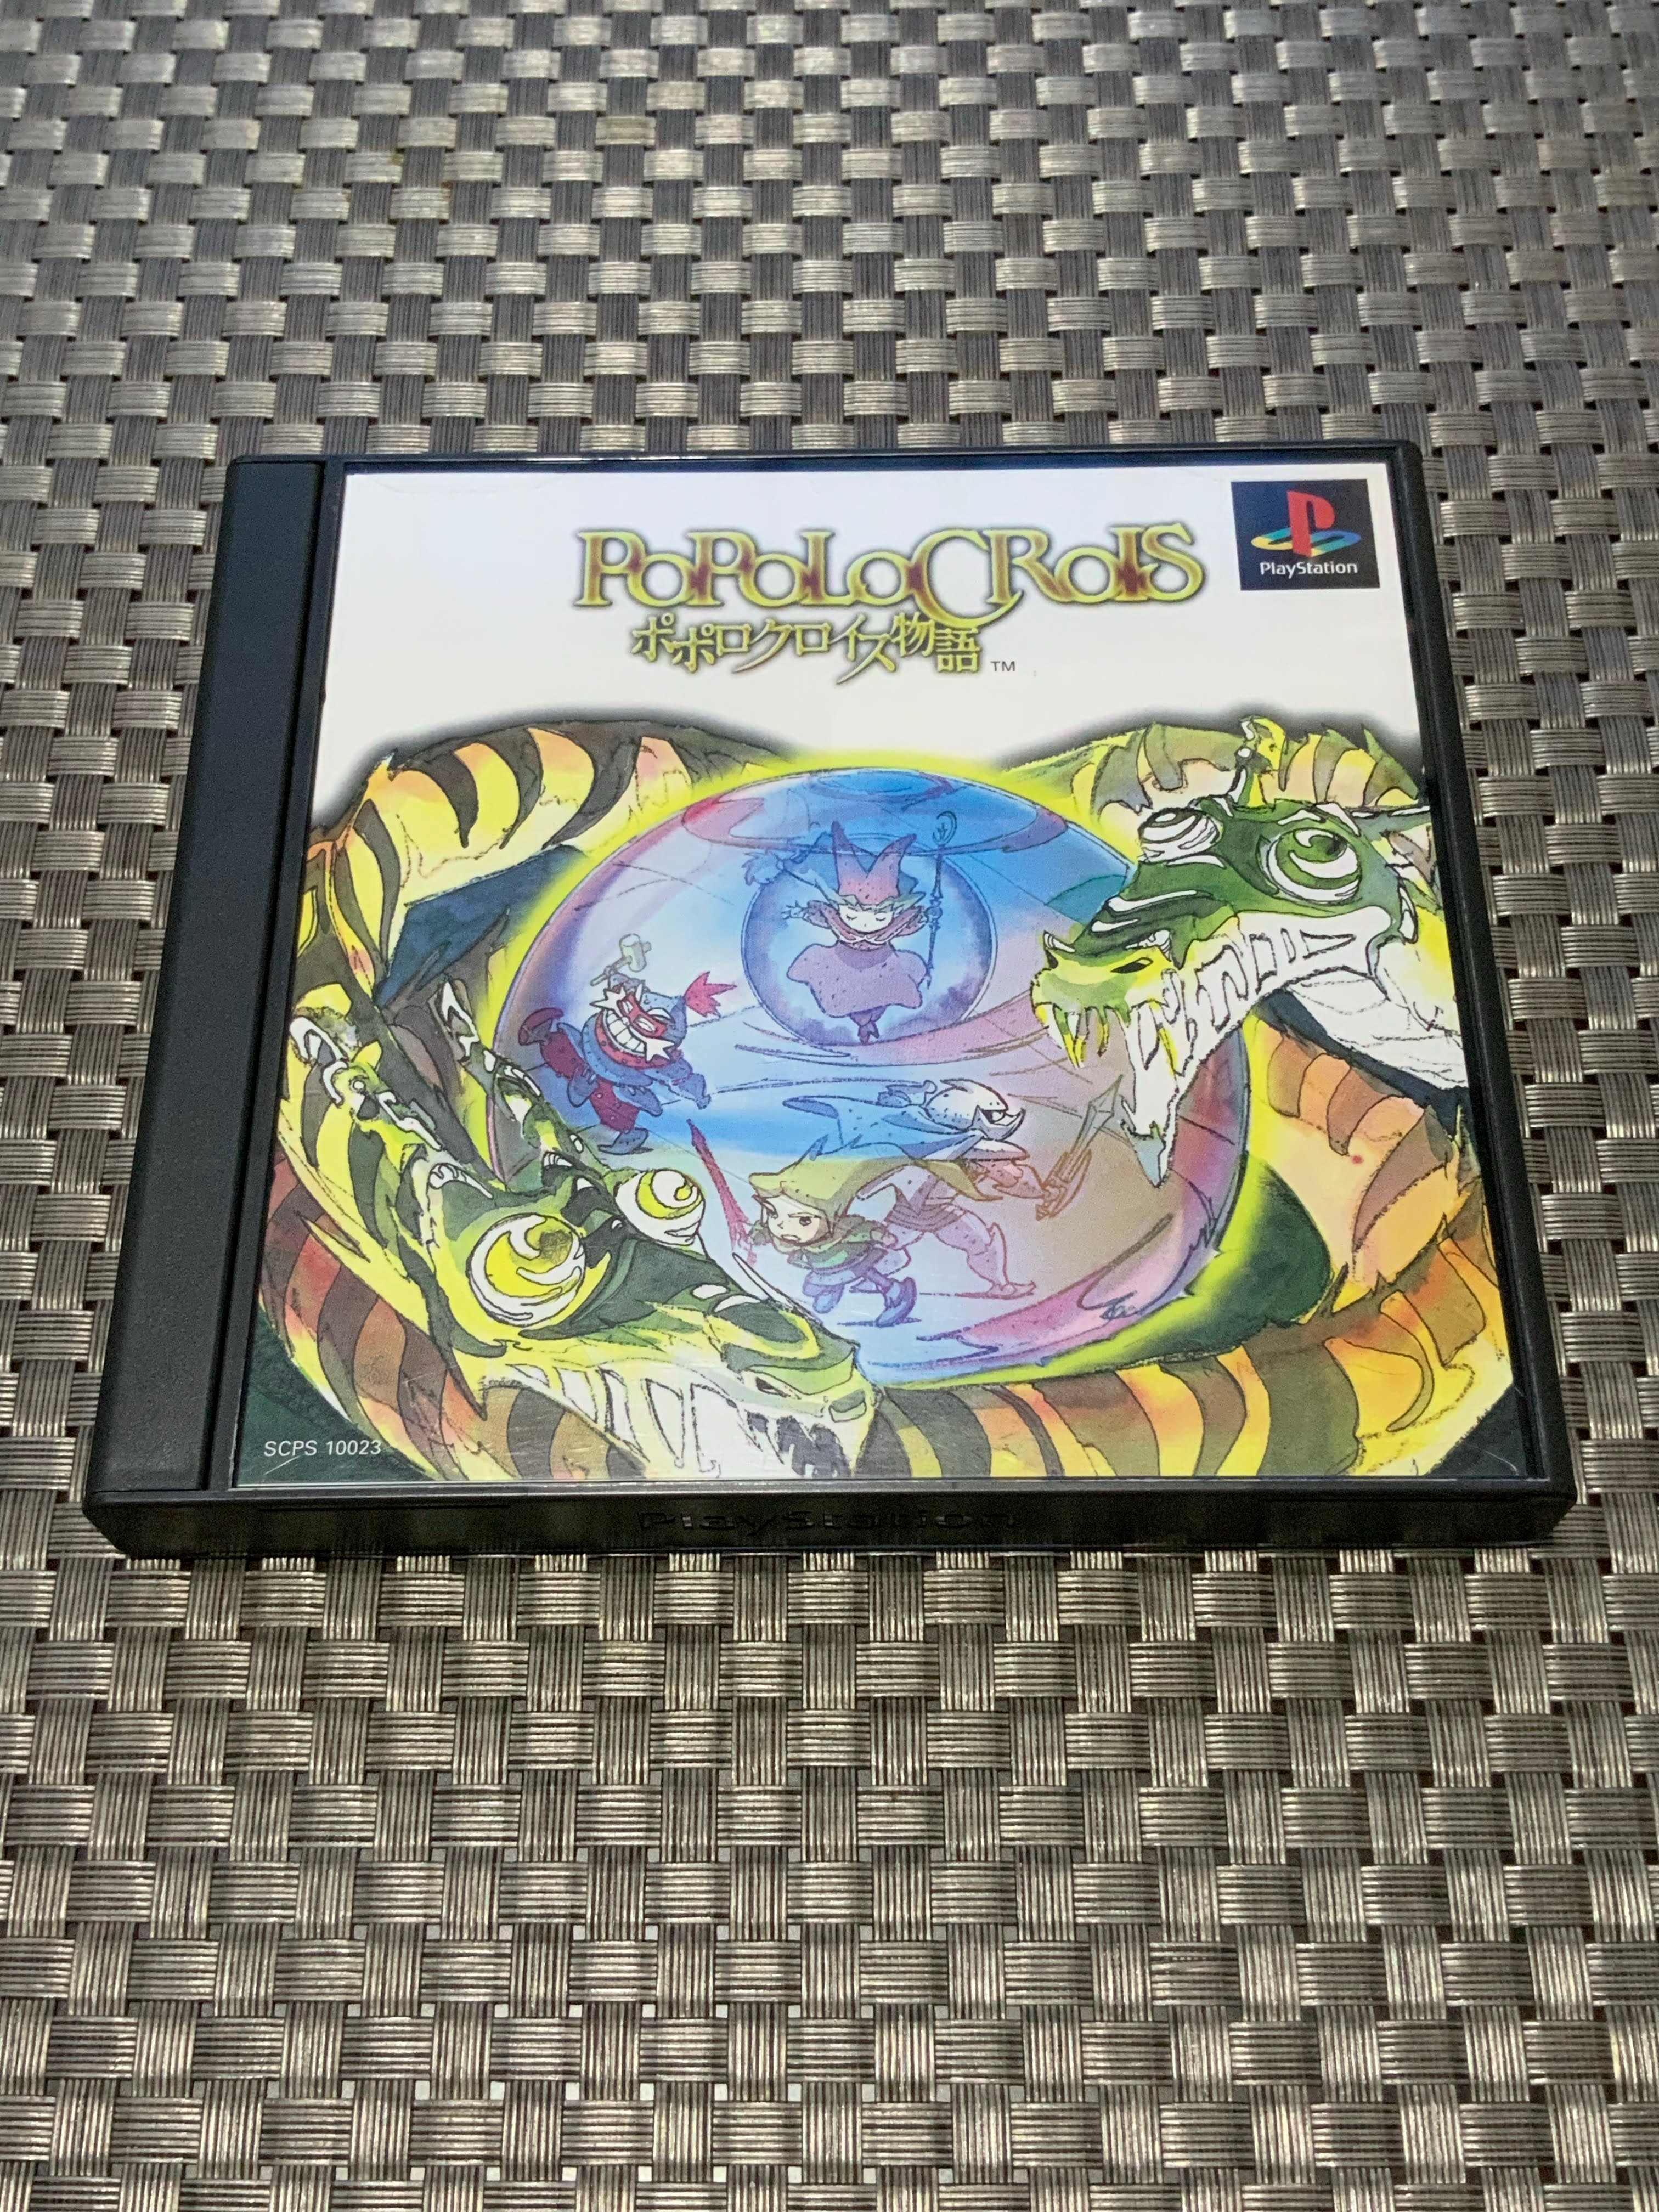 POPOLOCROIS
ポポロクロイス物語 TM
PlayStation
SCPS 10023
PlayStation